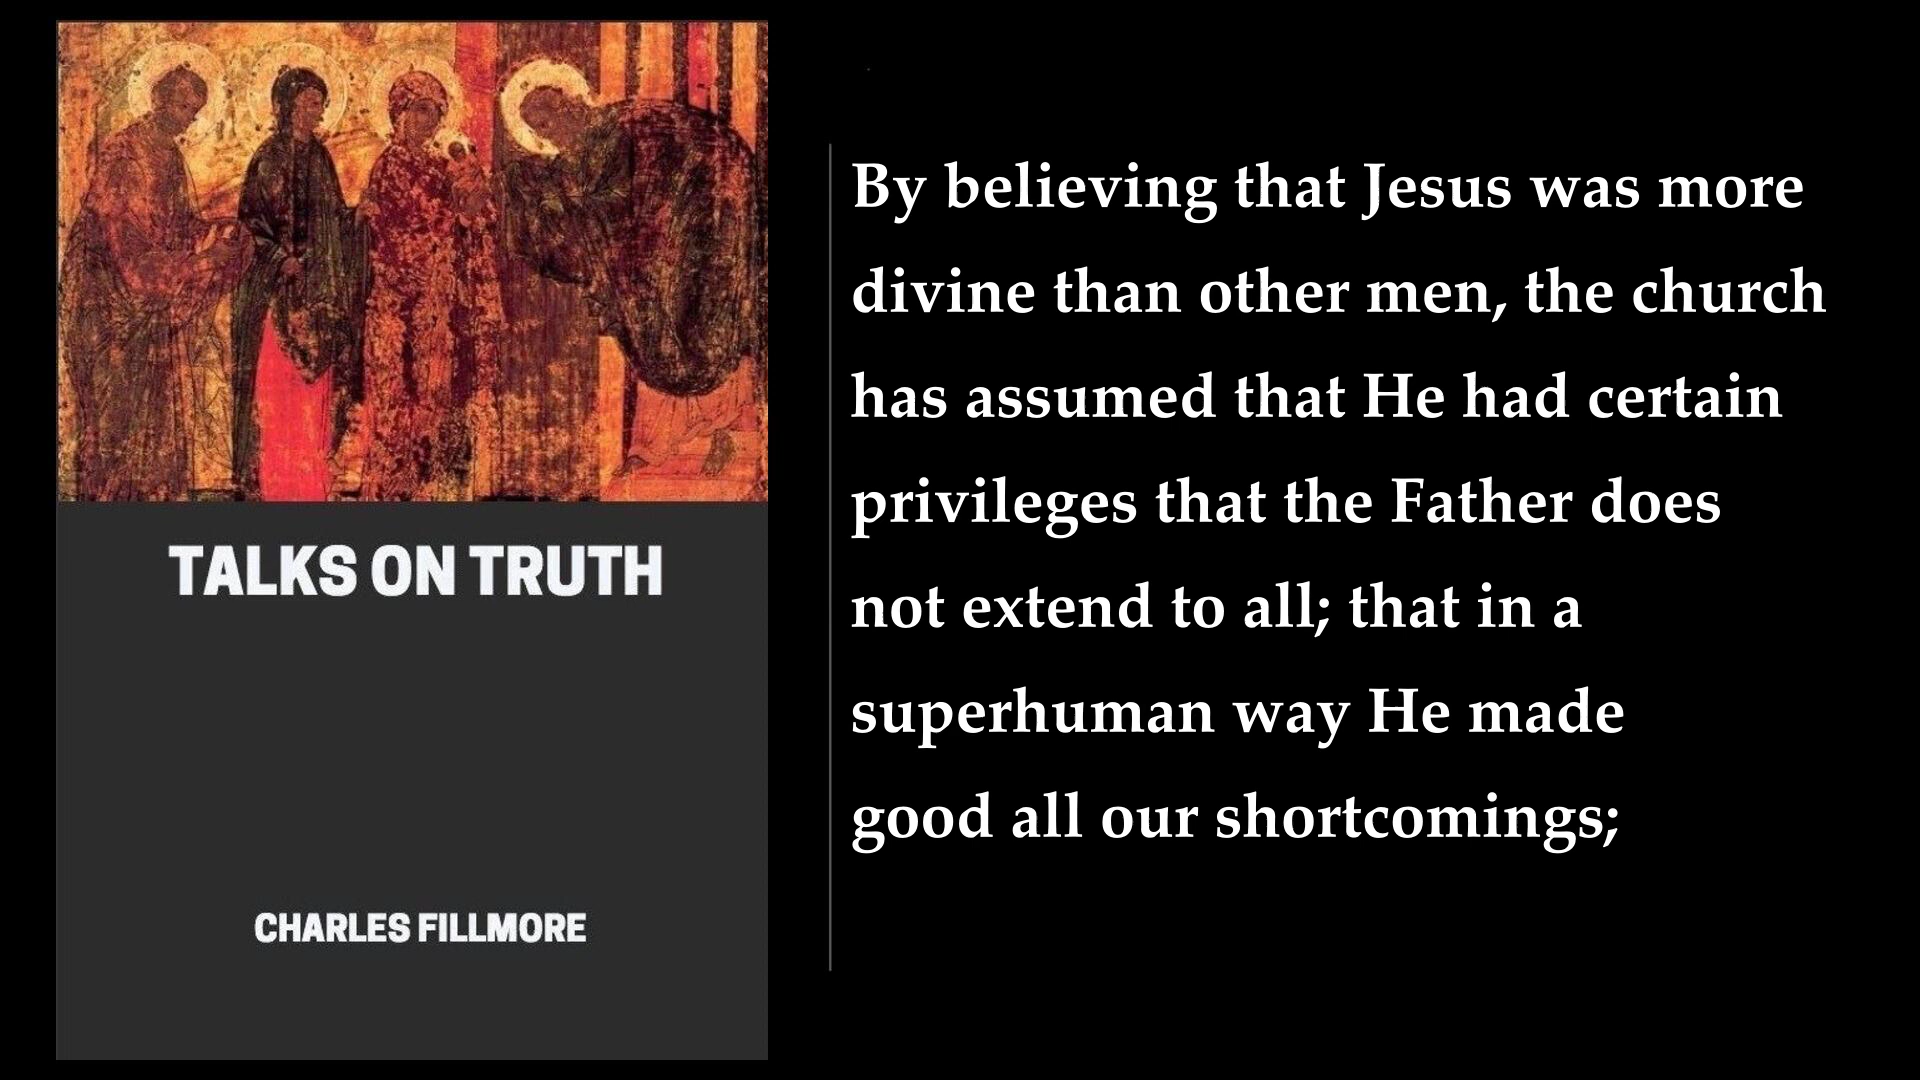 TALKS ON TRUTH
CHARLES FILLMORE
By believing that Jesus was more
divine than other men, the church
has assumed that He had certain
privileges that the Father does
not extend to all; that in a
superhuman way He made
good all our shortcomings;